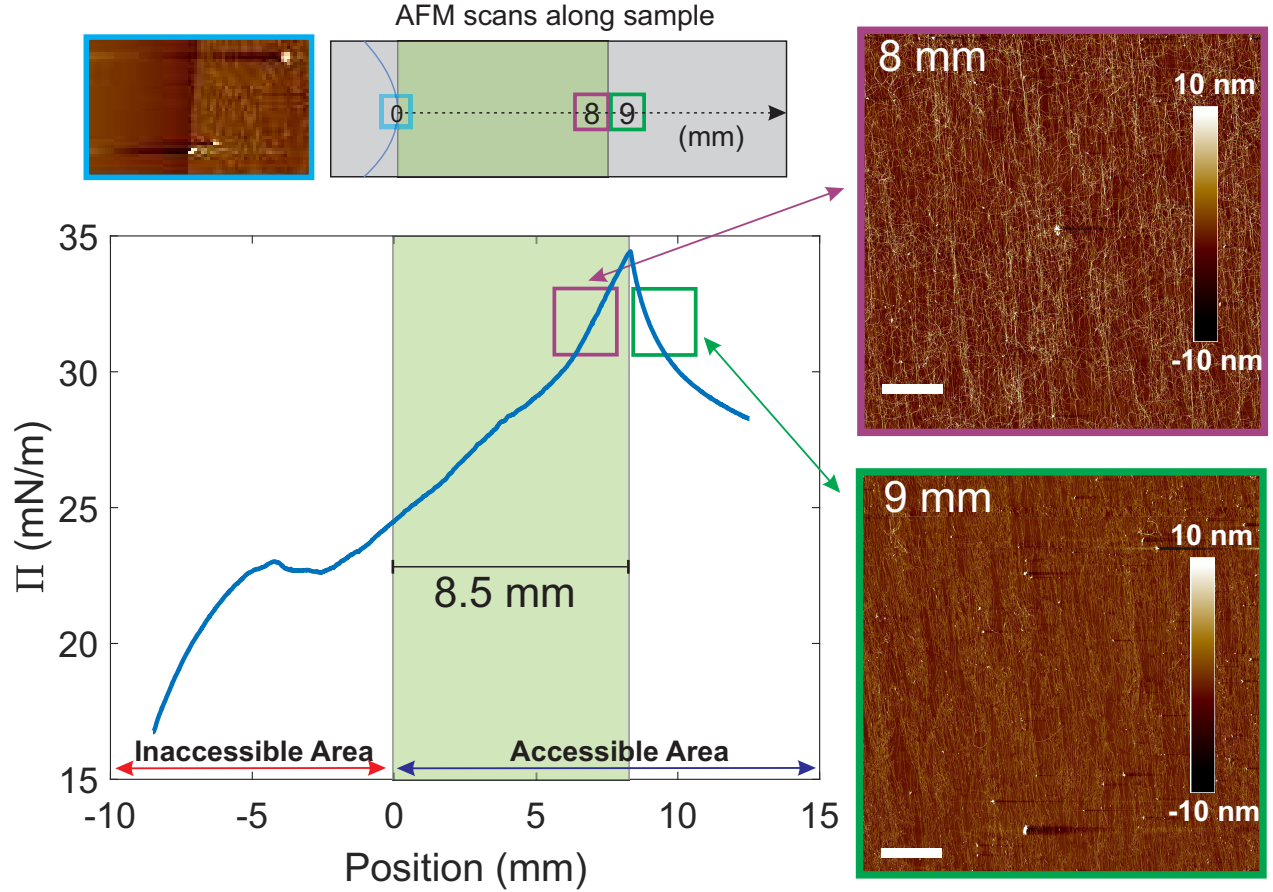 AFM scans along sample
0
8
9
(mm)
8 mm
10 nm
-10 nm
35
30
25
20
15
Π (mN/m)
8.5 mm
Inaccessible Area
Accessible Area
-10
-5
0
5
10
15
Position (mm)
9 mm
10 nm
-10 nm